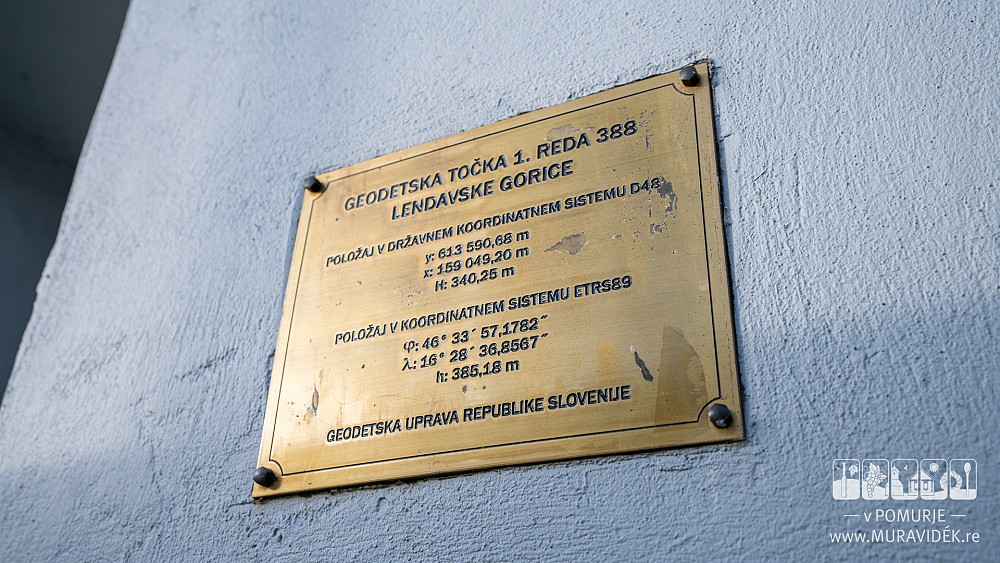 GEODETSKA TOČKA 1. REDA 388
LENDAVSKE GORICE
POLOŽAJ V DRŽAVNEM KOORDINATNEM SISTEMU D48
y: 613 590,68 m
x: 159 049,20 m
H: 340,25 m
POLOŽAJ V KOORDINATNEM SISTEMU ETRS89
φ: 46° 33´ 57,1782˝
λ: 16° 28´ 36,8567˝
h: 385,18 m
GEODETSKA UPRAVA REPUBLIKE SLOVENIJE
v POMURJE
www.MURAVIDÉK.re